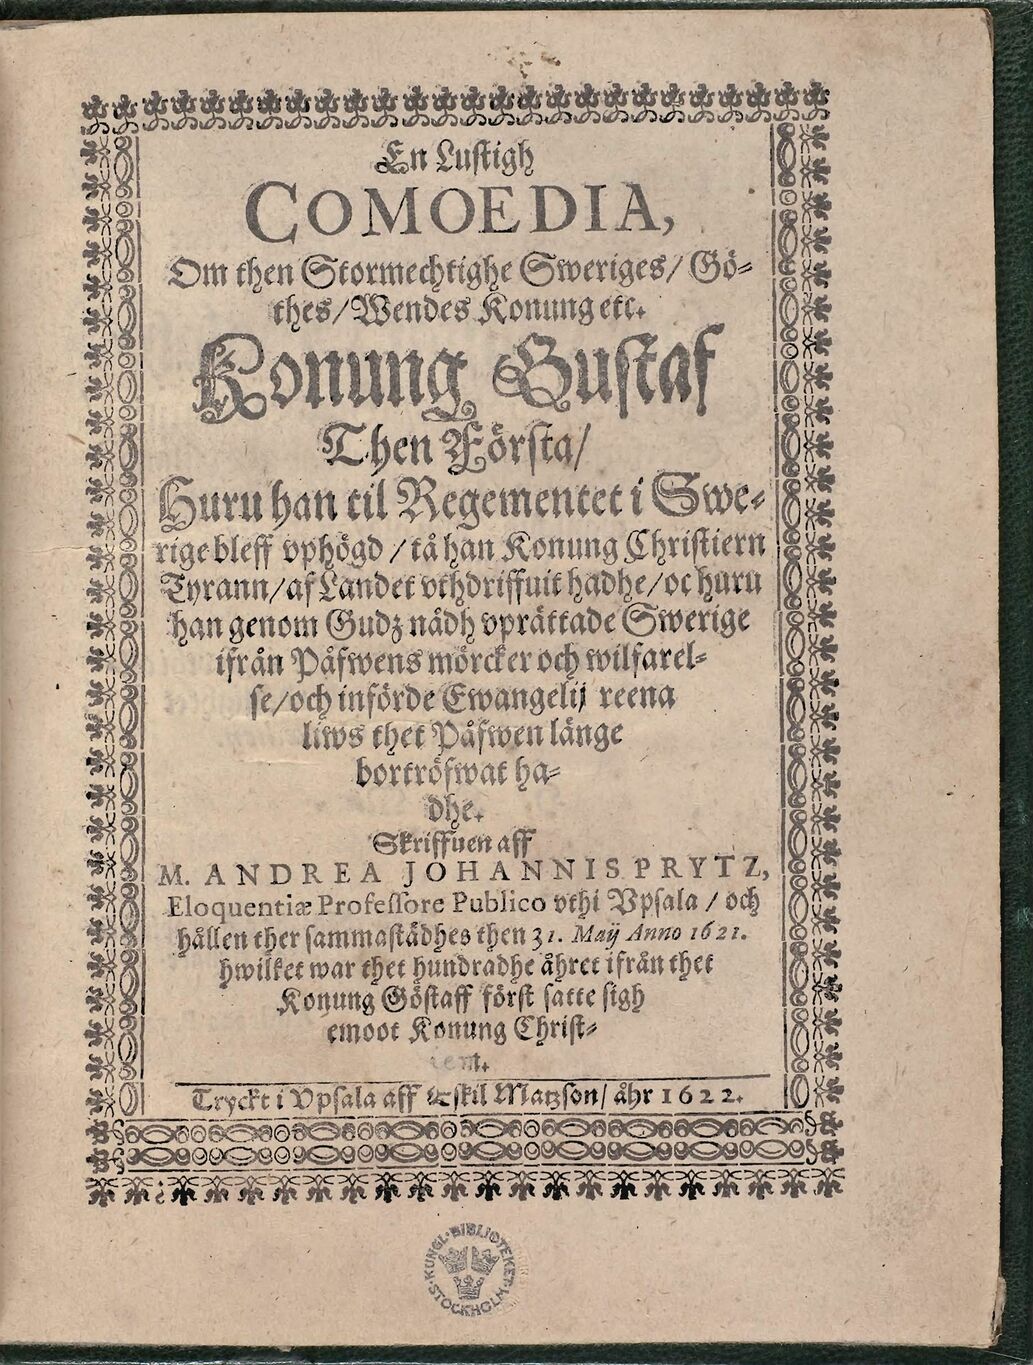 En Lustigh
COMOEDIA,
Om then Stormechtighe Sweriges/ Gö-
thes/ Wendes Konung etc.
Konung Gustaf
Then Första/
Huru han til Regementet i Swe-
rige bleff vphögd / tå han Konung Christiern
Tyrann/ af Landet vthdriffuit hadhe/ oc huru
han genom Gudz nådh vprättade Swerige
ifrån Påfwens mörcker och wilfarel-
se/ och införde Ewangelij reena
liws thet Påfwen länge
bortröfwat ha-
dhe.
Skriffuen aff
M. ANDREA JOHANNIS PRYTZ,
Eloquentiæ Professore Publico vthi Vpsala / och
hållen ther sammastädhes then 31. Maij Anno 1621.
hwilket war thet hundradhe åhret ifrån thet
Konung Göstaff först satte sigh
emoot Konung Christ-
iern.
Tryckt i Vpsala aff Æskil Matzson/ åhr 1622.
KUNGL. BIBLIOTEKET
STOCKHOLM